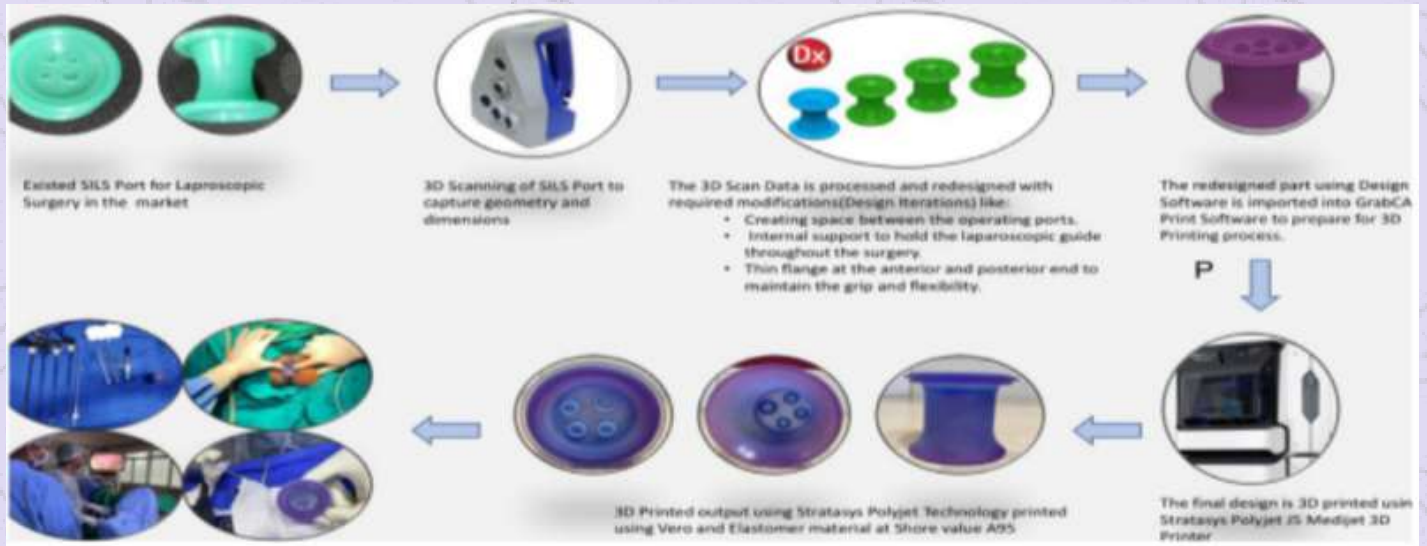 Dx
Existed SILS Port for Laproscopic
Surgery in the market
3D Scanning of SILS Port to
capture geometry and
dimensions
The 3D Scan Data is processed and redesigned with
required modifications(Design Iterations) like:
• Creating space between the operating ports.
• Internal support to hold the laparoscopic guide
throughout the surgery.
• Thin flange at the anterior and posterior end to
maintain the grip and flexibility.
The redesigned part using Design
Software is imported into GrabCA
Print Software to prepare for 3D
Printing process.
P
The final design is 3D printed usin
Stratasys Polyjet J5 Medijet 3D
Printer
3D Printed output using Stratasys Polyjet Technology printed
using Vero and Elastomer material at Shore value A95